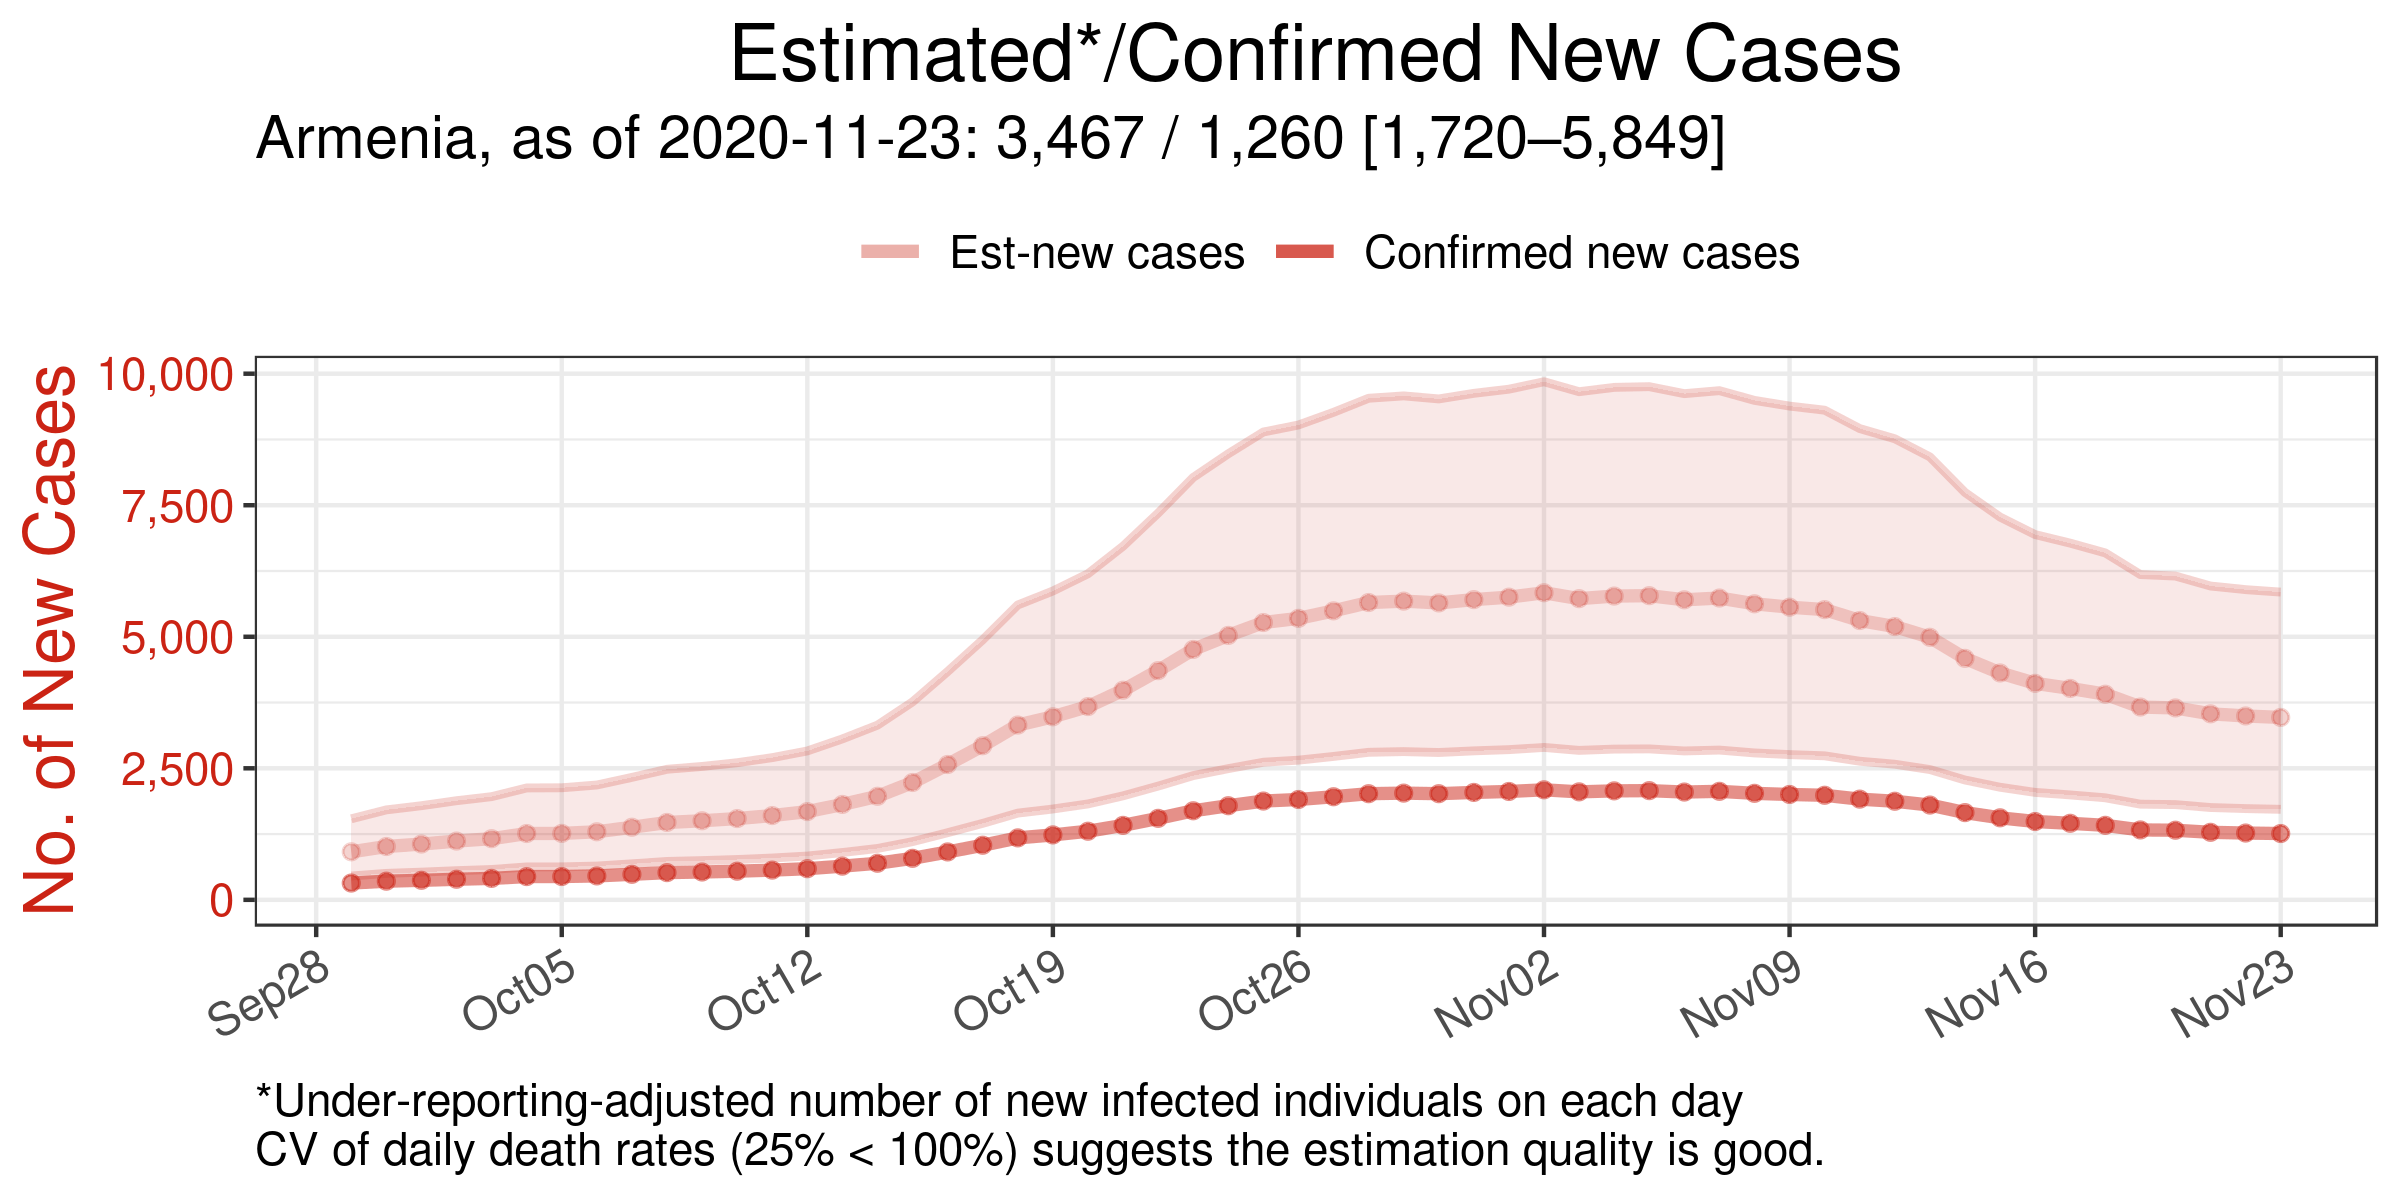 Estimated*/Confirmed New Cases
Armenia, as of 2020-11-23: 3,467 / 1,260 [1,720–5,849]
Est-new cases
Confirmed new cases
No. of New Cases
10,000
7,500
5,000
2,500
0
Sep28
Oct05
Oct12
Oct19
Oct26
Nov02
Nov09
Nov16
Nov23
*Under-reporting-adjusted number of new infected individuals on each day
CV of daily death rates (25% < 100%) suggests the estimation quality is good.